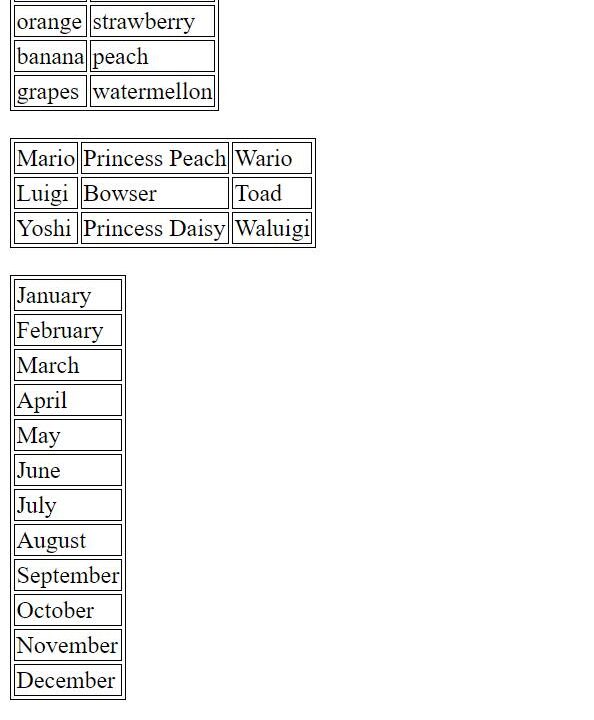 orange strawberry
banana peach
grapes watermellon
Mario Princess Peach Wario
Luigi Bowser Toad
Yoshi Princess Daisy Waluigi
January
February
March
April
May
June
July
August
September
October
November
December